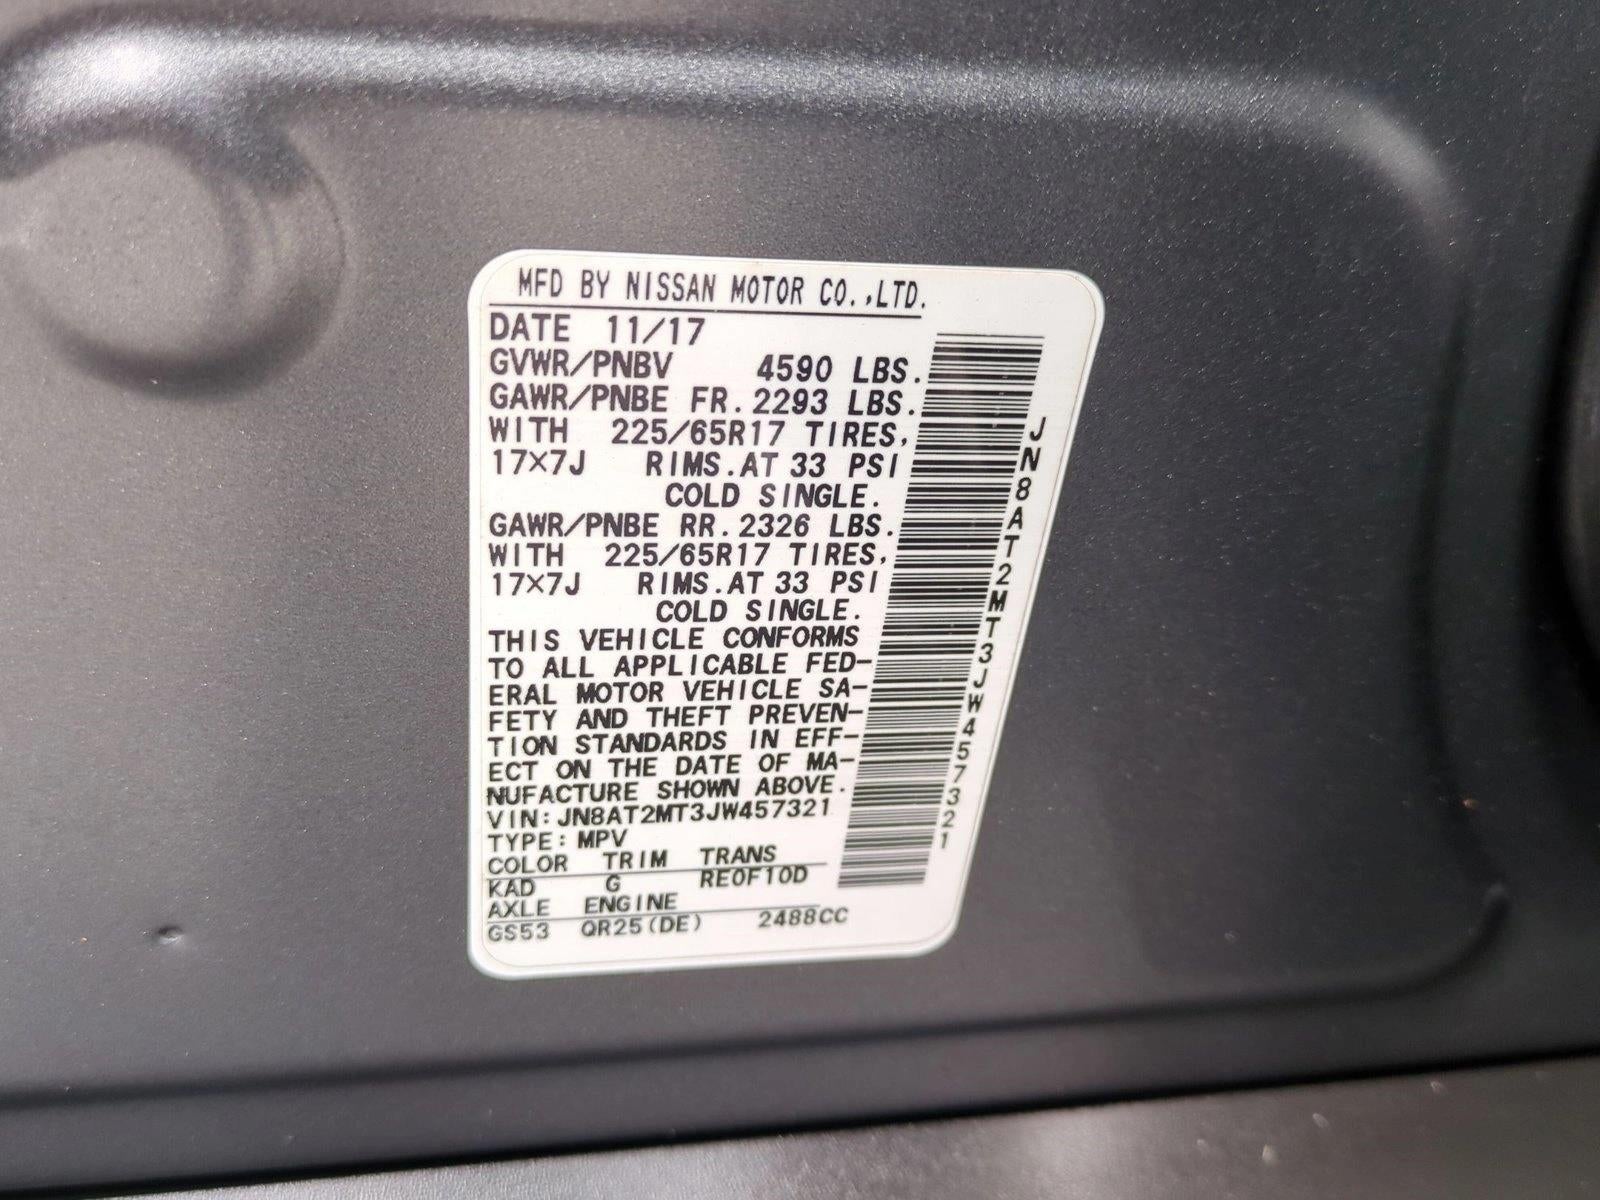 MFD BY NISSAN MOTOR CO.,LTD.
DATE 11/17
GVWR/PNBV 4590 LBS.
GAWR/PNBE FR.2293 LBS.
WITH 225/65R17 TIRES,
17×7J RIMS.AT 33 PSI
COLD SINGLE.
GAWR/PNBE RR.2326 LBS.
WITH 225/65R17 TIRES,
17×7J RIMS.AT 33 PSI
COLD SINGLE.
THIS VEHICLE CONFORMS
TO ALL APPLICABLE FED-
ERAL MOTOR VEHICLE SA-
FETY AND THEFT PREVEN-
TION STANDARDS IN EFF-
ECT ON THE DATE OF MA-
NUFACTURE SHOWN ABOVE.
VIN:JN8AT2MT3JW457321
TYPE:MPV
COLOR TRIM TRANS
KAD G RE0F10D
AXLE ENGINE
GS53 QR25(DE) 2488CC
JN8AT2MT3JW457321